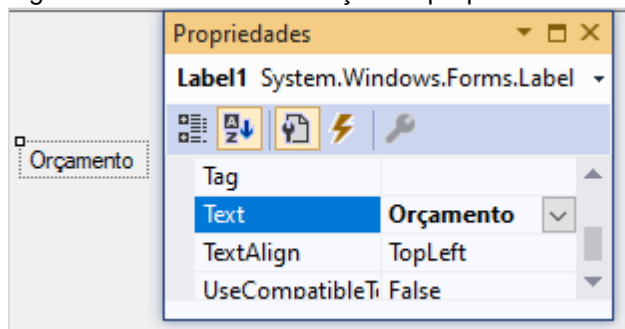 Propriedades
Label1 System.Windows.Forms.Label
Orçamento
Tag
Text Orçamento
TextAlign TopLeft
False